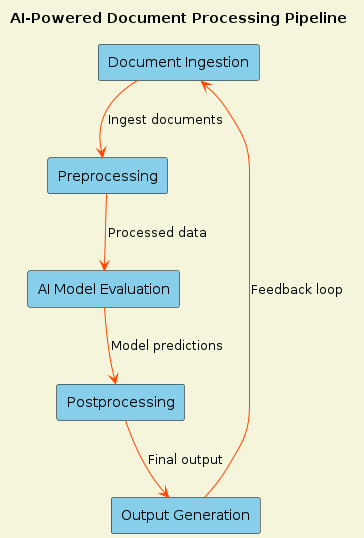 AI-Powered Document Processing Pipeline
Document Ingestion
Ingest documents
Preprocessing
Processed data
AI Model Evaluation
Feedback loop
Model predictions
Postprocessing
Final output
Output Generation